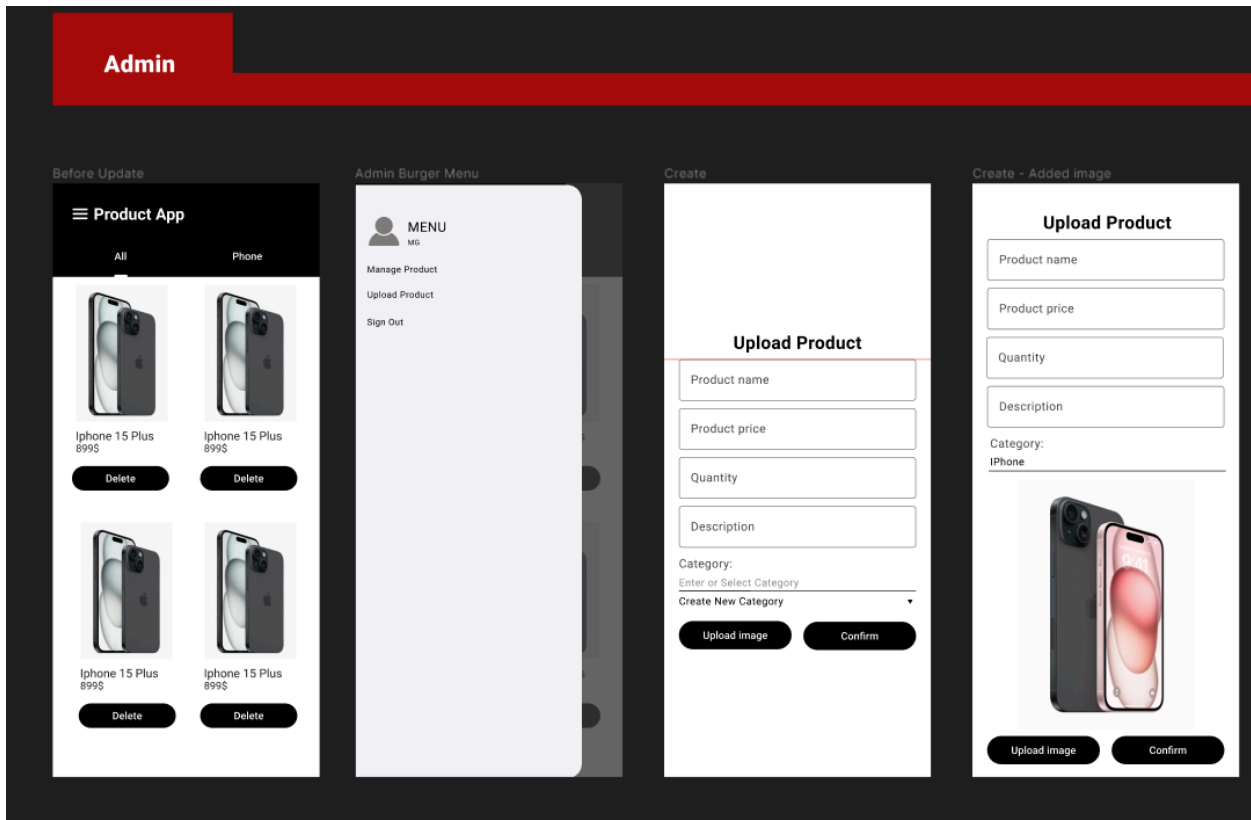 Admin
Before Update
Product App
All Phone
Iphone 15 Plus
899$
Delete
Iphone 15 Plus
899$
Delete
Iphone 15 Plus
899$
Delete
Iphone 15 Plus
899$
Delete
Admin Burger Menu
MENU
MG
Manage Product
Upload Product
Sign Out
Create
Upload Product
Product name
Product price
Quantity
Description
Category:
Enter or Select Category
Create New Category
Upload image Confirm
Create - Added image
Upload Product
Product name
Product price
Quantity
Description
Category:
IPhone
9:41
Upload image Confirm